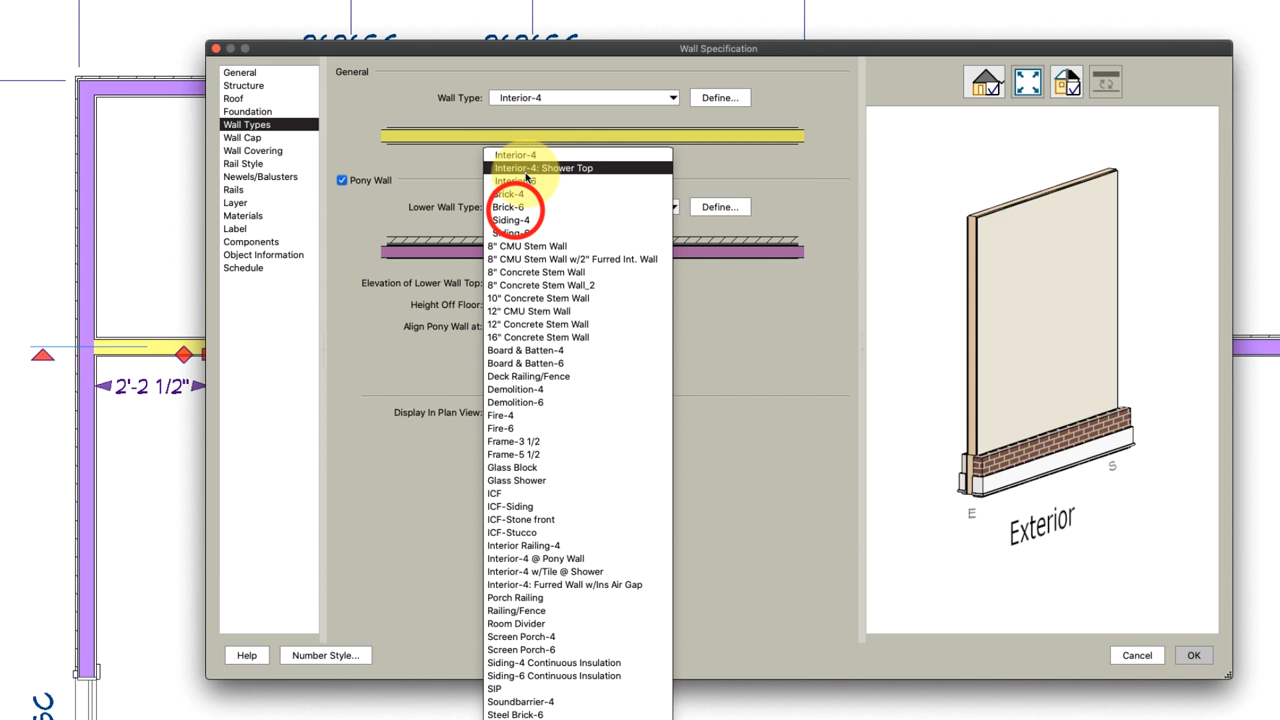 Wall Specification
General
Structure
Roof
Foundation
Wall Types
Wall Cap
Wall Covering
Rail Style
Newels/Balusters
Rails
Layer
Materials
Label
Components
Object Information
Schedule
General
Wall Type:
Interior-4
Define...
Pony Wall
Lower Wall Type:
Define...
Elevation of Lower Wall Top:
Height Off Floor:
Align Pony Wall at:
Display In Plan View:
Interior-4
Interior-4: Shower Top
Interior-6
Brick-4
Brick-6
Siding-4
Siding-6
8" CMU Stem Wall
8" CMU Stem Wall w/2" Furred Int. Wall
8" Concrete Stem Wall
8" Concrete Stem Wall_2
10" Concrete Stem Wall
12" CMU Stem Wall
12" Concrete Stem Wall
16" Concrete Stem Wall
Board & Batten-4
Board & Batten-6
Deck Railing/Fence
Demolition-4
Demolition-6
Fire-4
Fire-6
Frame-3 1/2
Frame-5 1/2
Glass Block
Glass Shower
ICF
ICF-Siding
ICF-Stone front
ICF-Stucco
Interior Railing-4
Interior-4 @ Pony Wall
Interior-4 w/Tile @ Shower
Interior-4: Furred Wall w/Ins Air Gap
Porch Railing
Railing/Fence
Room Divider
Screen Porch-4
Screen Porch-6
Siding-4 Continuous Insulation
Siding-6 Continuous Insulation
SIP
Soundbarrier-4
Steel Brick-6
E
S
Exterior
2'-2 1/2"
Help
Number Style...
Cancel
OK